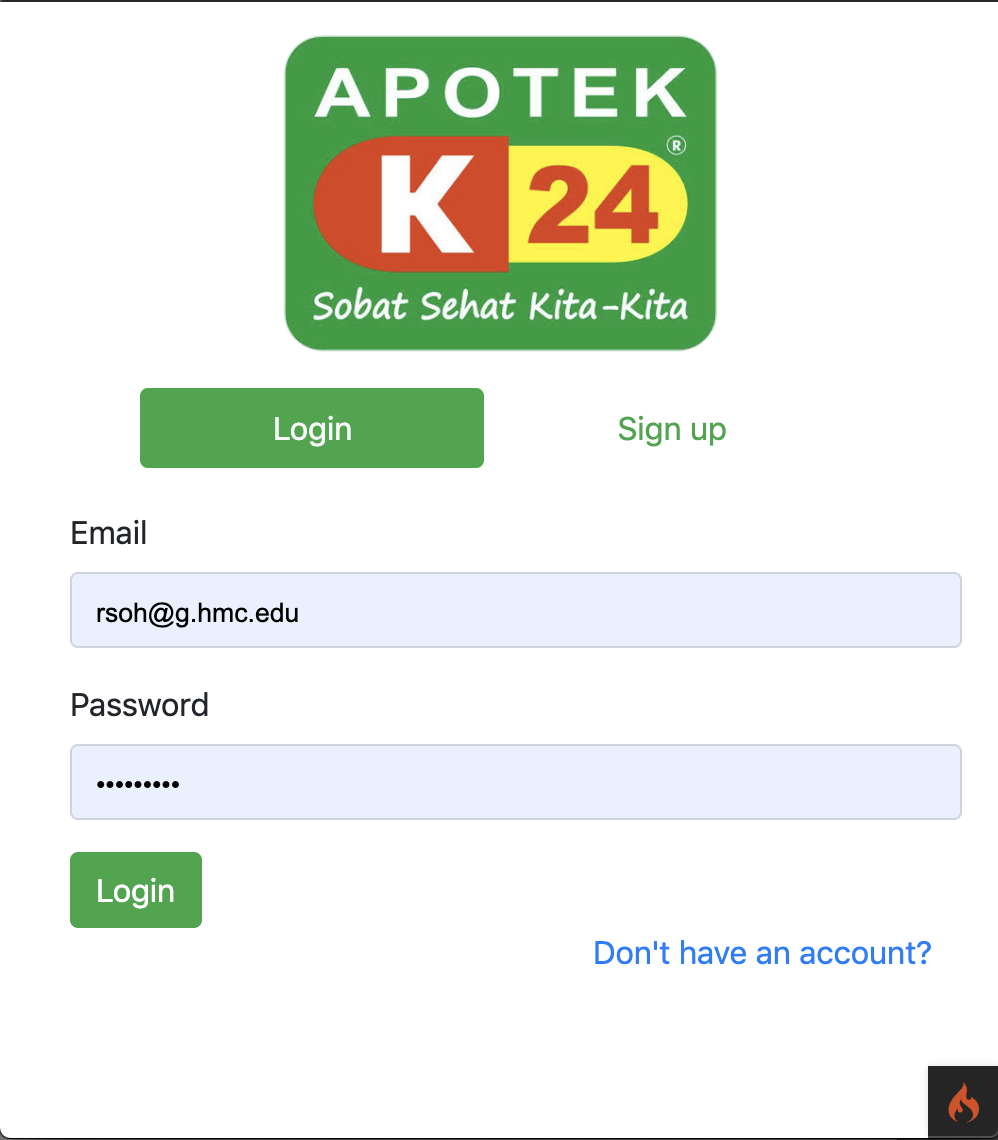 APOTEK
K 24 ®
Sobat Sehat Kita-Kita
Login Sign up
Email
rsoh@g.hmc.edu
Password
•••••••••
Login
Don't have an account?